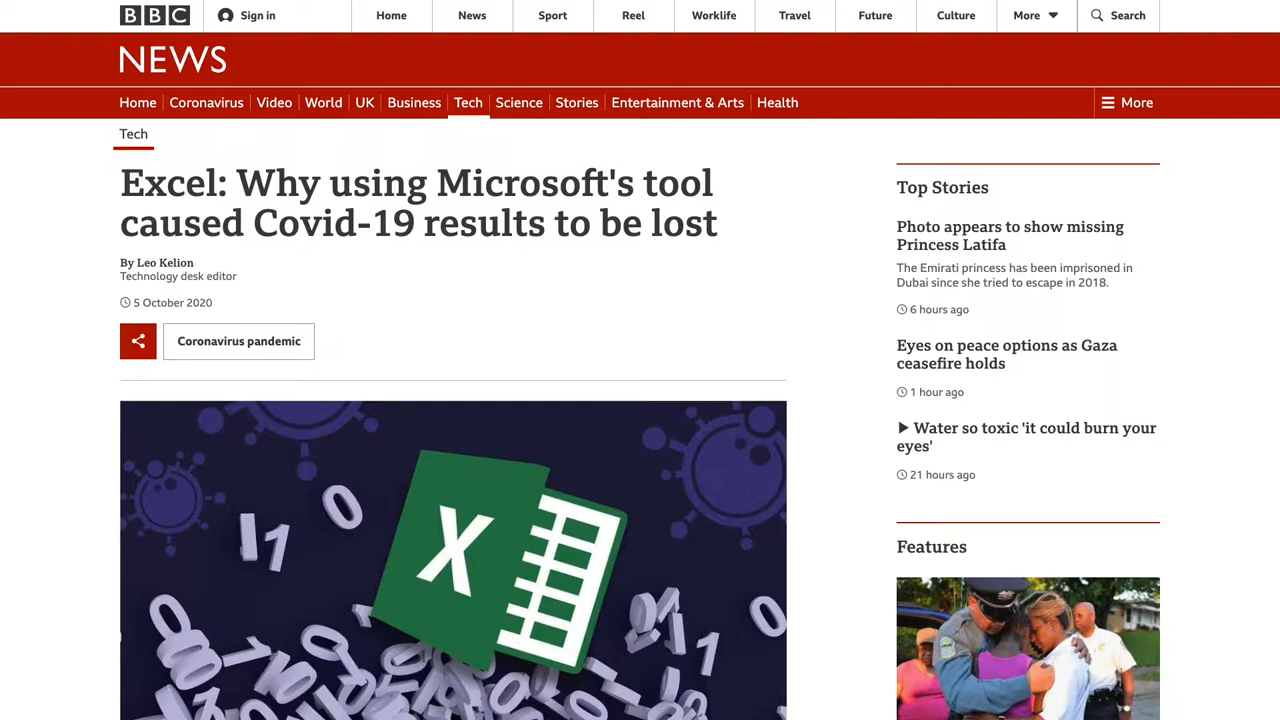 BBC Sign in Home News Sport Reel Worklife Travel Future Culture More Search
NEWS
Home Coronavirus Video World UK Business Tech Science Stories Entertainment & Arts Health More
Tech
Excel: Why using Microsoft's tool
caused Covid-19 results to be lost
By Leo Kelion
Technology desk editor
5 October 2020
Coronavirus pandemic
X
Top Stories
Photo appears to show missing
Princess Latifa
The Emirati princess has been imprisoned in
Dubai since she tried to escape in 2018.
6 hours ago
Eyes on peace options as Gaza
ceasefire holds
1 hour ago
Water so toxic 'it could burn your
eyes'
21 hours ago
Features